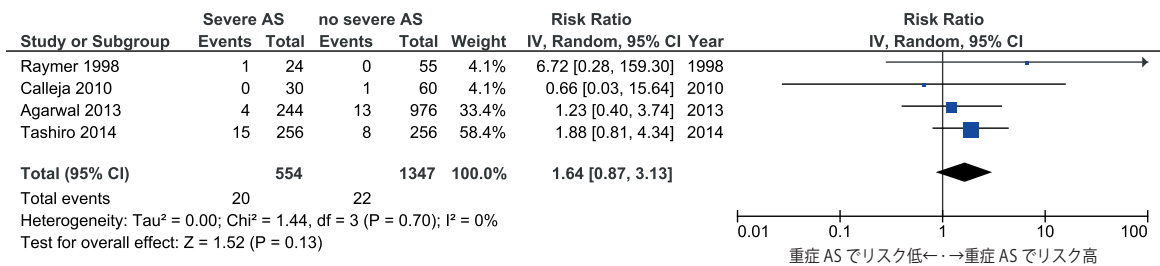 Severe AS no severe AS Risk Ratio Risk Ratio
Study or Subgroup Events Total Events Total Weight IV, Random, 95% CI Year IV, Random, 95% CI
Raymer 1998 1 24 0 55 4.1% 6.72 [0.28, 159.30] 1998
Calleja 2010 0 30 1 60 4.1% 0.66 [0.03, 15.64] 2010
Agarwal 2013 4 244 13 976 33.4% 1.23 [0.40, 3.74] 2013
Tashiro 2014 15 256 8 256 58.4% 1.88 [0.81, 4.34] 2014
Total (95% CI) 554 1347 100.0% 1.64 [0.87, 3.13]
Total events 20 22
Heterogeneity: Tau² = 0.00; Chi² = 1.44, df = 3 (P = 0.70); I² = 0%
Test for overall effect: Z = 1.52 (P = 0.13)
0.01 0.1 1 10 100
重症 AS でリスク低←・→重症 AS でリスク高